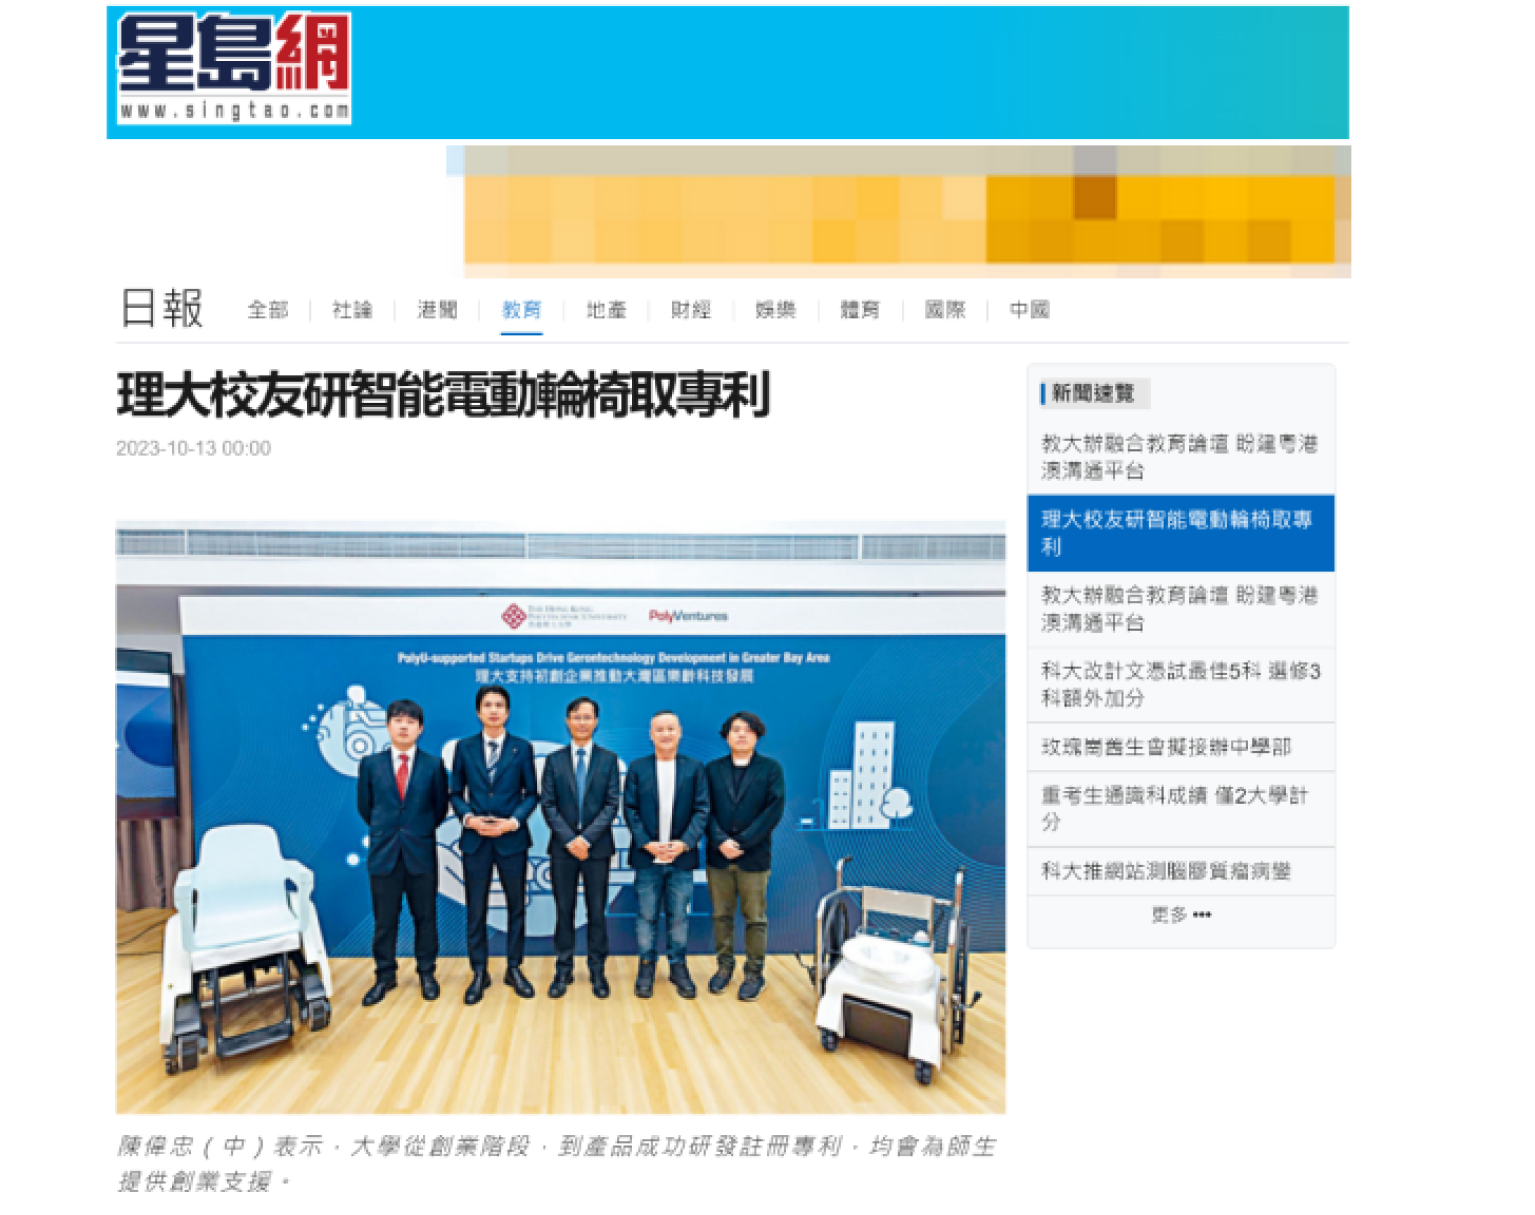 星島網
www.singtao.com
日報 全部 社論 港聞 教育 地產 財經 娛樂 體育 國際 中國
理大校友研智能電動輪椅取專利
2023-10-13 00:00
THE HONG KONG
POLYTECHNIC UNIVERSITY
香港理工大學
PolyVentures
PolyU-supported Startups Drive Gerontechnology Development in Greater Bay Area
理大支持初創企業推動大灣區樂齡科技發展
陳偉忠（中）表示，大學從創業階段，到產品成功研發註冊專利，均會為師生
提供創業支援。
新聞速覽
教大辦融合教育論壇 盼建粵港
澳溝通平台
理大校友研智能電動輪椅取專
利
教大辦融合教育論壇 盼建粵港
澳溝通平台
科大改計文憑試最佳5科 選修3
科額外加分
玫瑰崗舊生會擬接辦中學部
重考生通識科成績 僅2大學計
分
科大推網站測腦膠質瘤病變
更多 •••